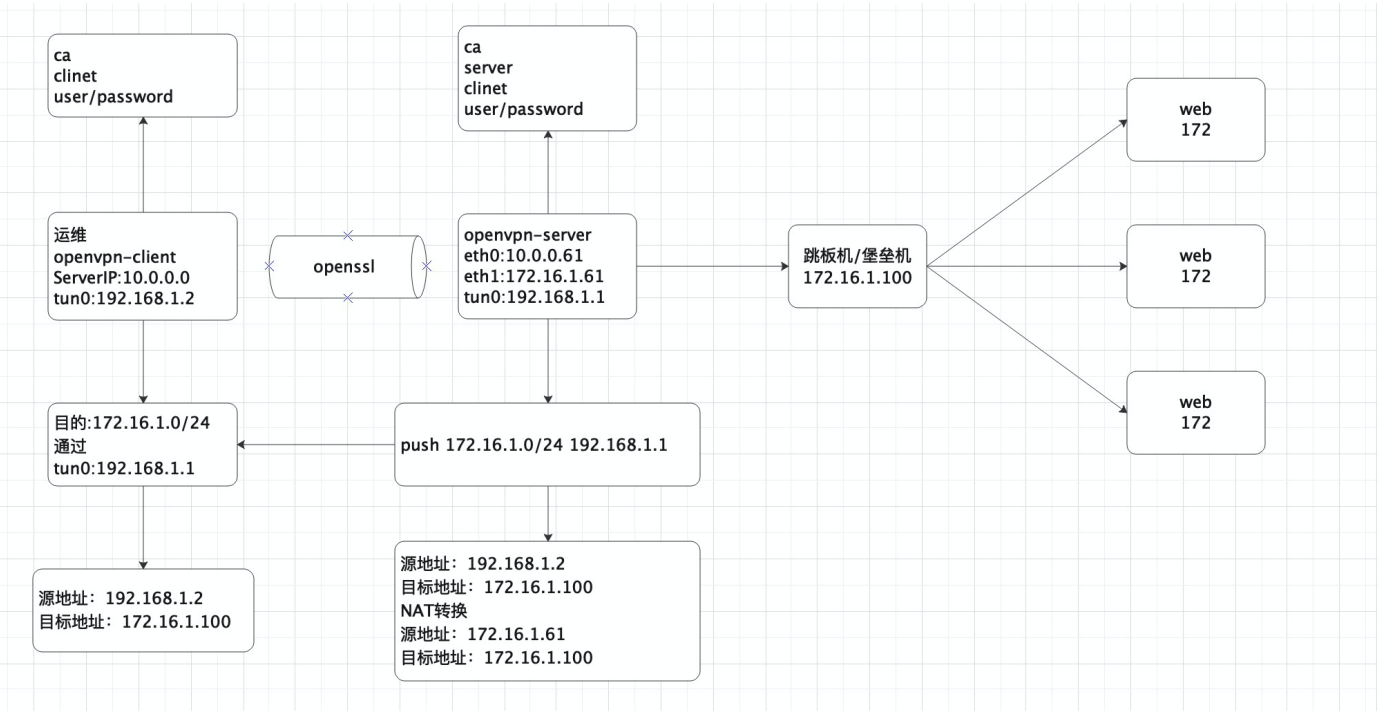 ca
clinet
user/password
ca
server
clinet
user/password
web
172
运维
openvpn-client
ServerIP:10.0.0.0
tun0:192.168.1.2
openssl
openvpn-server
eth0:10.0.0.61
eth1:172.16.1.61
tun0:192.168.1.1
跳板机/堡垒机
172.16.1.100
web
172
目的:172.16.1.0/24
通过
tun0:192.168.1.1
push 172.16.1.0/24 192.168.1.1
web
172
源地址：192.168.1.2
目标地址：172.16.1.100
源地址：192.168.1.2
目标地址：172.16.1.100
NAT转换
源地址：172.16.1.61
目标地址：172.16.1.100